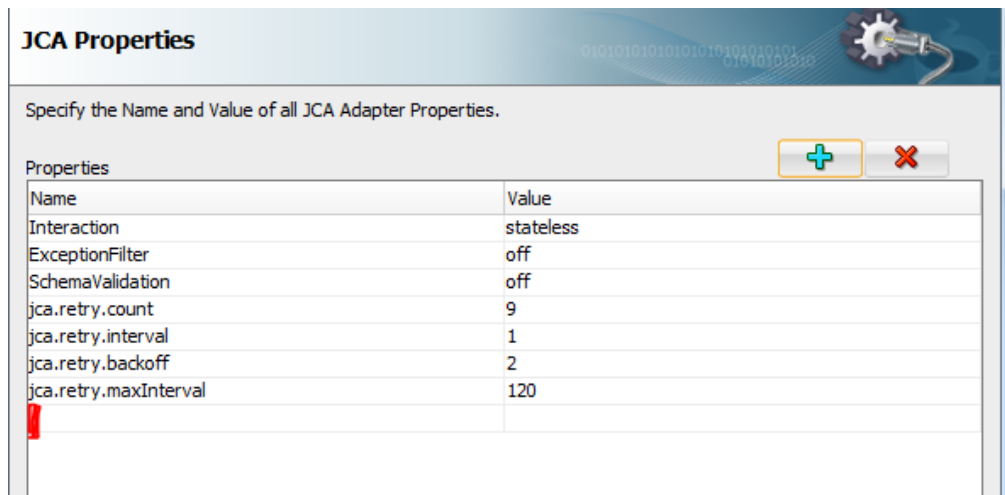 JCA Properties
Specify the Name and Value of all JCA Adapter Properties.
Properties
Name Value
Interaction stateless
ExceptionFilter off
SchemaValidation off
jca.retry.count 9
jca.retry.interval 1
jca.retry.backoff 2
jca.retry.maxInterval 120